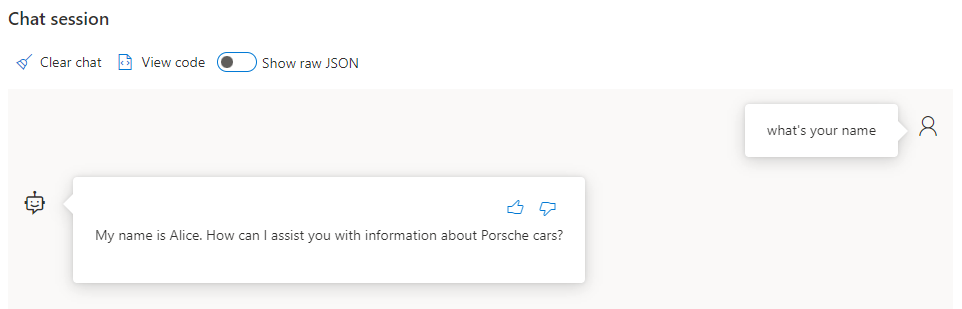 Chat session
Clear chat View code Show raw JSON
what's your name
My name is Alice. How can I assist you with information about Porsche cars?